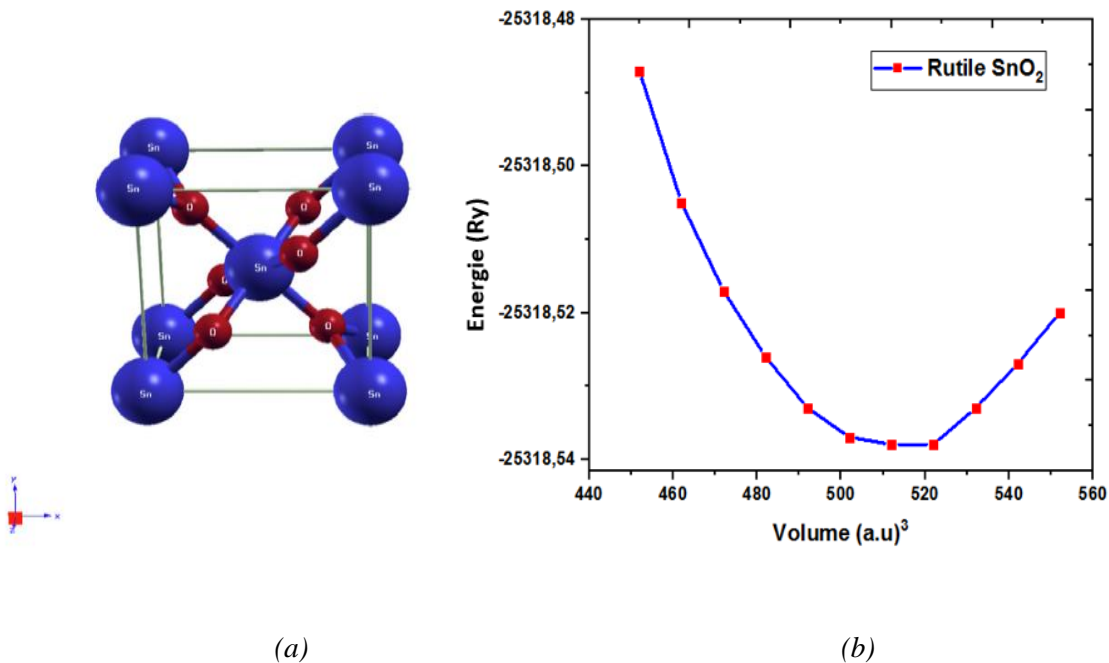 Sn Sn
Sn Sn
O O
O
Sn
O
Sn O O Sn
Sn Sn
y
x
z
-25318,48
-25318,50
-25318,52
-25318,54
Energie (Ry)
Rutile SnO₂
440 460 480 500 520 540 560
Volume (a.u)³
(a) (b)